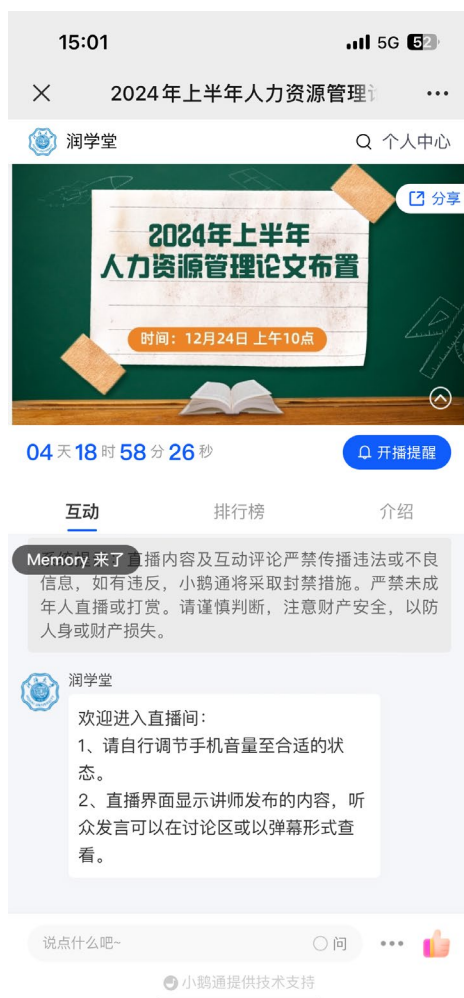 15:01
5G 52
2024年上半年人力资源管理
润学堂
个人中心
分享
2024年上半年
人力资源管理论文布置
时间：12月24日 上午10点
04天18时58分26秒
开播提醒
互动
排行榜
介绍
Memory 来了
直播内容及互动评论严禁传播违法或不良
信息，如有违反，小鹅通将采取封禁措施。严禁未成
年人直播或打赏。请谨慎判断，注意财产安全，以防
人身或财产损失。
润学堂
欢迎进入直播间：
1、请自行调节手机音量至合适的状
态。
2、直播界面显示讲师发布的内容，听
众发言可以在讨论区或以弹幕形式查
看。
说点什么吧~
问
小鹅通提供技术支持